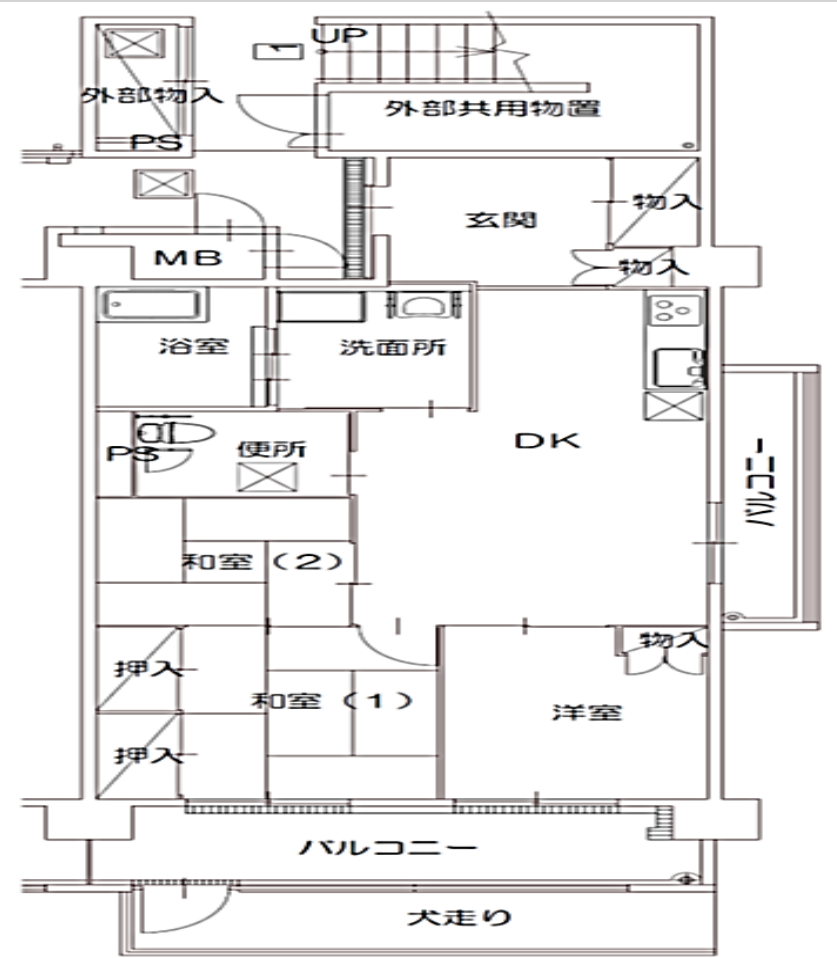 1
UP
外部物入
外部共用物置
PS
物入
玄関
MB
物入
浴室
洗面所
DK
PS
便所
バルコニー
和室(2)
物入
押入
和室(1)
洋室
押入
バルコニー
犬走り